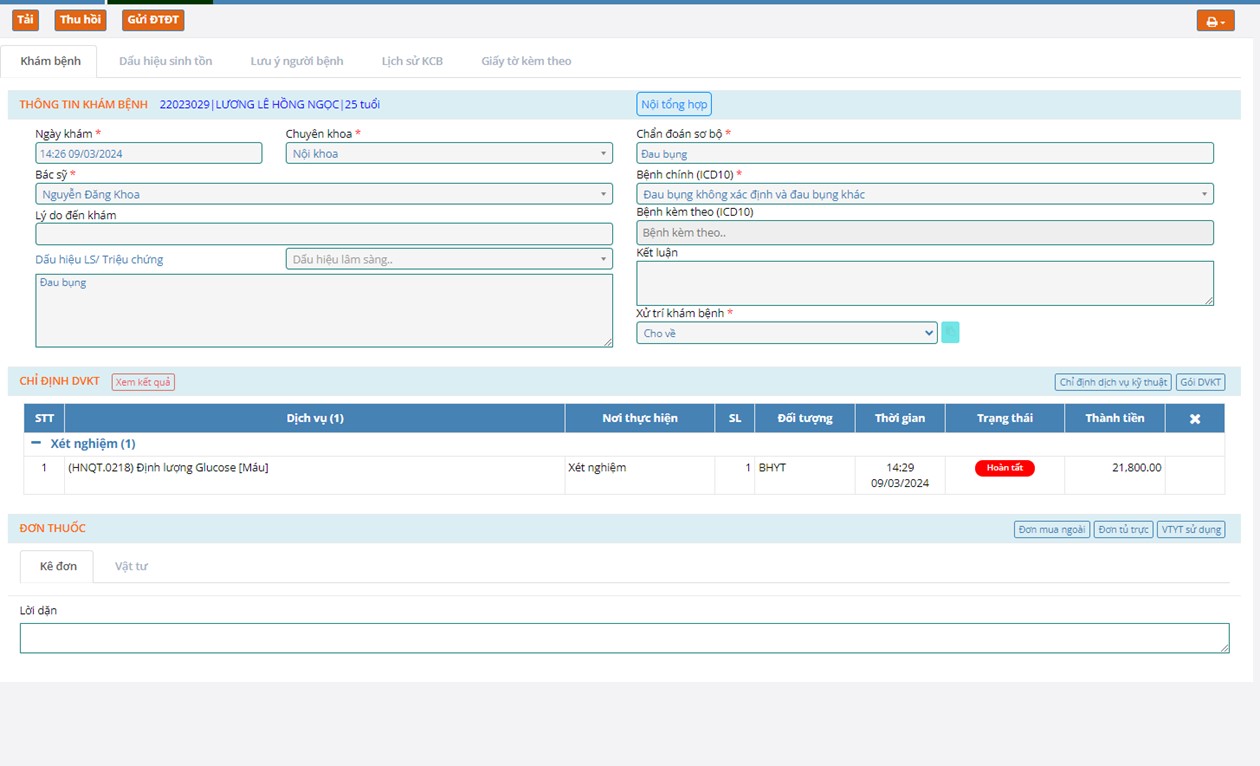 Tải Thu hồi Gửi ĐTĐT
Khám bệnh Dấu hiệu sinh tồn Lưu ý người bệnh Lịch sử KCB Giấy tờ kèm theo
THÔNG TIN KHÁM BỆNH 22023029|LƯƠNG LÊ HỒNG NGỌC|25 tuổi Nội tổng hợp
Ngày khám * Chuyên khoa * Chẩn đoán sơ bộ *
14:26 09/03/2024 Nội khoa Đau bụng
Bác sỹ * Bệnh chính (ICD10) *
Nguyễn Đăng Khoa Đau bụng không xác định và đau bụng khác
Lý do đến khám Bệnh kèm theo (ICD10)
Bệnh kèm theo..
Dấu hiệu LS/ Triệu chứng Dấu hiệu lâm sàng.. Kết luận
Đau bụng
Xử trí khám bệnh *
Cho về
CHỈ ĐỊNH DVKT Xem kết quả Chỉ định dịch vụ kỹ thuật Gói DVKT
STT Dịch vụ (1) Nơi thực hiện SL Đối tượng Thời gian Trạng thái Thành tiền
Xét nghiệm (1)
1 (HNQT.0218) Định lượng Glucose [Máu] Xét nghiệm 1 BHYT 14:29 Hoàn tất 21,800.00
09/03/2024
ĐƠN THUỐC Đơn mua ngoài Đơn tủ trực VTYT sử dụng
Kê đơn Vật tư
Lời dặn